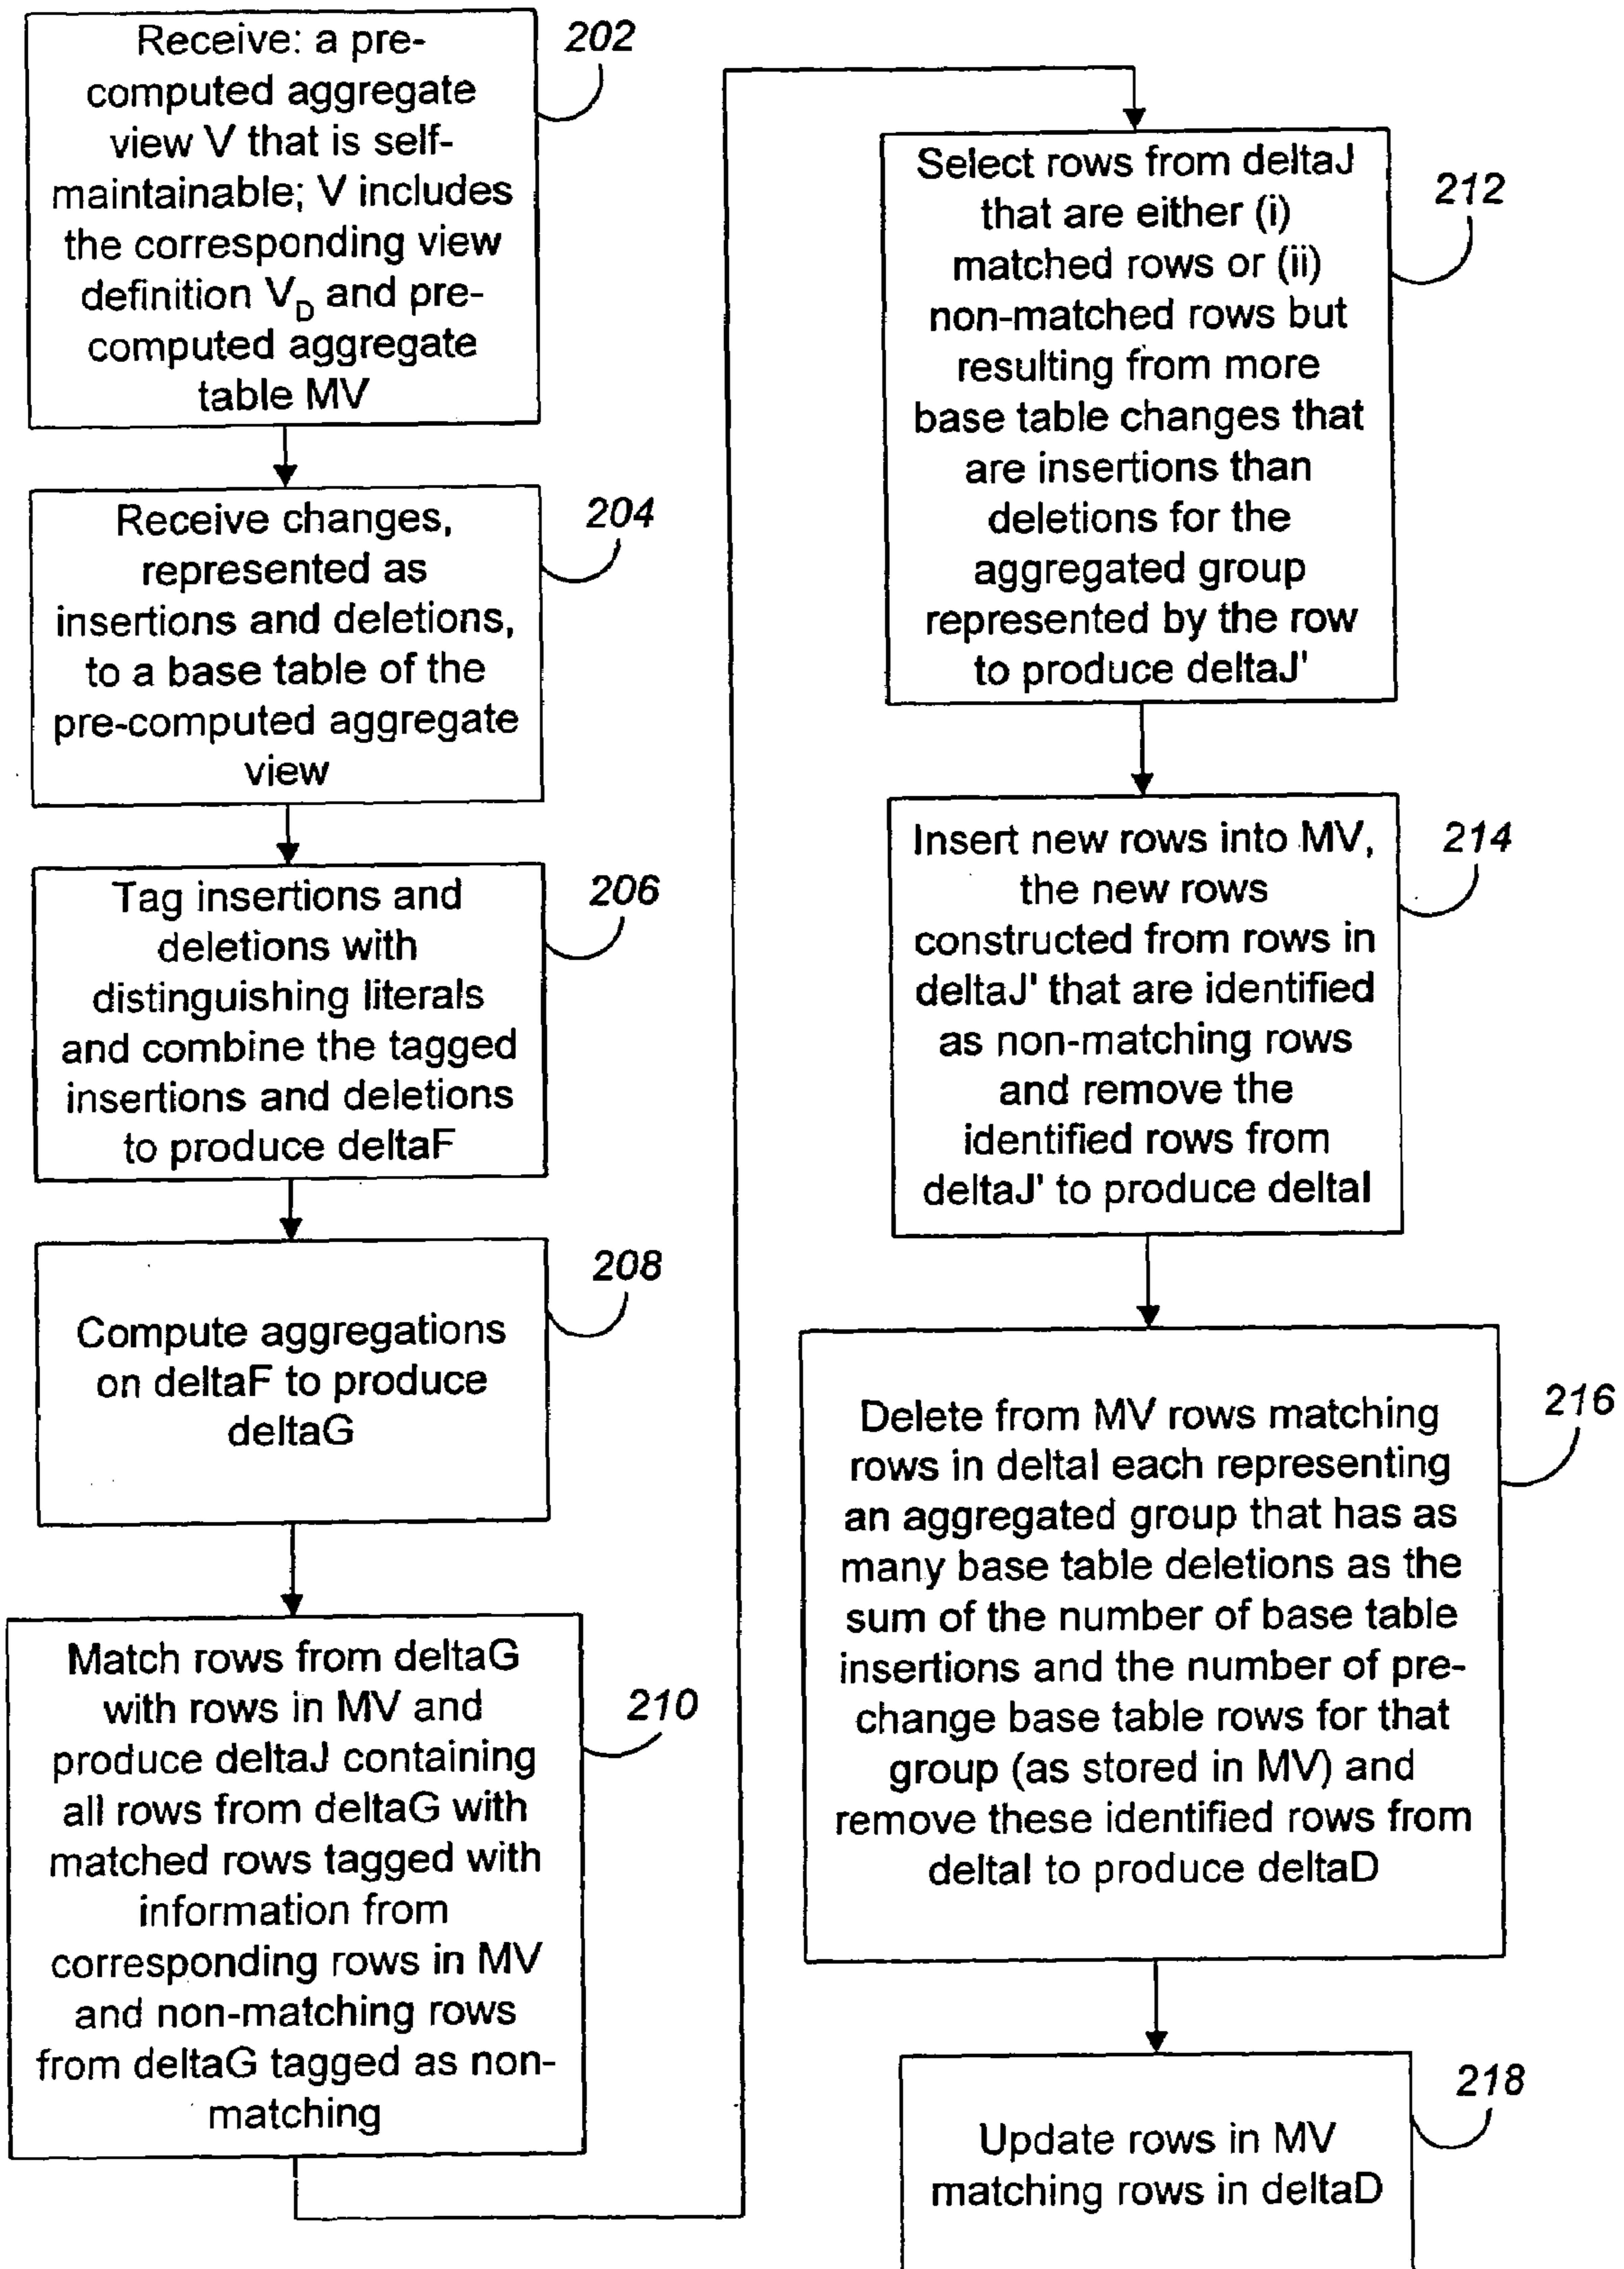 Receive: a pre-
computed aggregate
view V that is self-
maintainable; V includes
the corresponding view
definition VD and pre-
computed aggregate
table MV
202
Receive changes,
represented as
insertions and deletions,
to a base table of the
pre-computed aggregate
view
204
Tag insertions and
deletions with
distinguishing literals
and combine the tagged
insertions and deletions
to produce deltaF
206
Compute aggregations
on deltaF to produce
deltaG
208
Match rows from deltaG
with rows in MV and
produce deltaJ containing
all rows from deltaG with
matched rows tagged with
information from
corresponding rows in MV
and non-matching rows
from deltaG tagged as non-
matching
210
Select rows from deltaJ
that are either (i)
matched rows or (ii)
non-matched rows but
resulting from more
base table changes that
are insertions than
deletions for the
aggregated group
represented by the row
to produce deltaJ'
212
Insert new rows into MV,
the new rows
constructed from rows in
deltaJ' that are identified
as non-matching rows
and remove the
identified rows from
deltaJ' to produce deltaI
214
Delete from MV rows matching
rows in deltaI each representing
an aggregated group that has as
many base table deletions as the
sum of the number of base table
insertions and the number of pre-
change base table rows for that
group (as stored in MV) and
remove these identified rows from
deltaI to produce deltaD
216
Update rows in MV
matching rows in deltaD
218